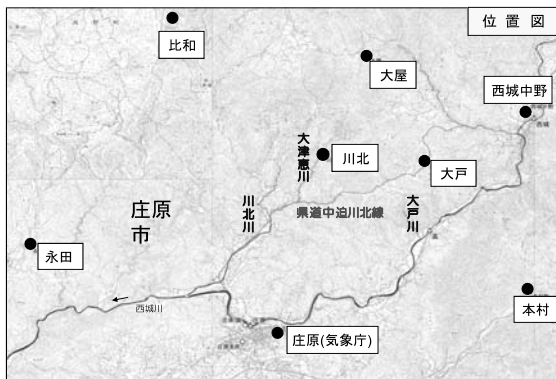 位置図
比和
大屋
西城中野
大津恵川
川北
大戸
川北川
県道中迫川北線
大戸川
庄原
市
永田
西城川
本村
庄原(気象庁)